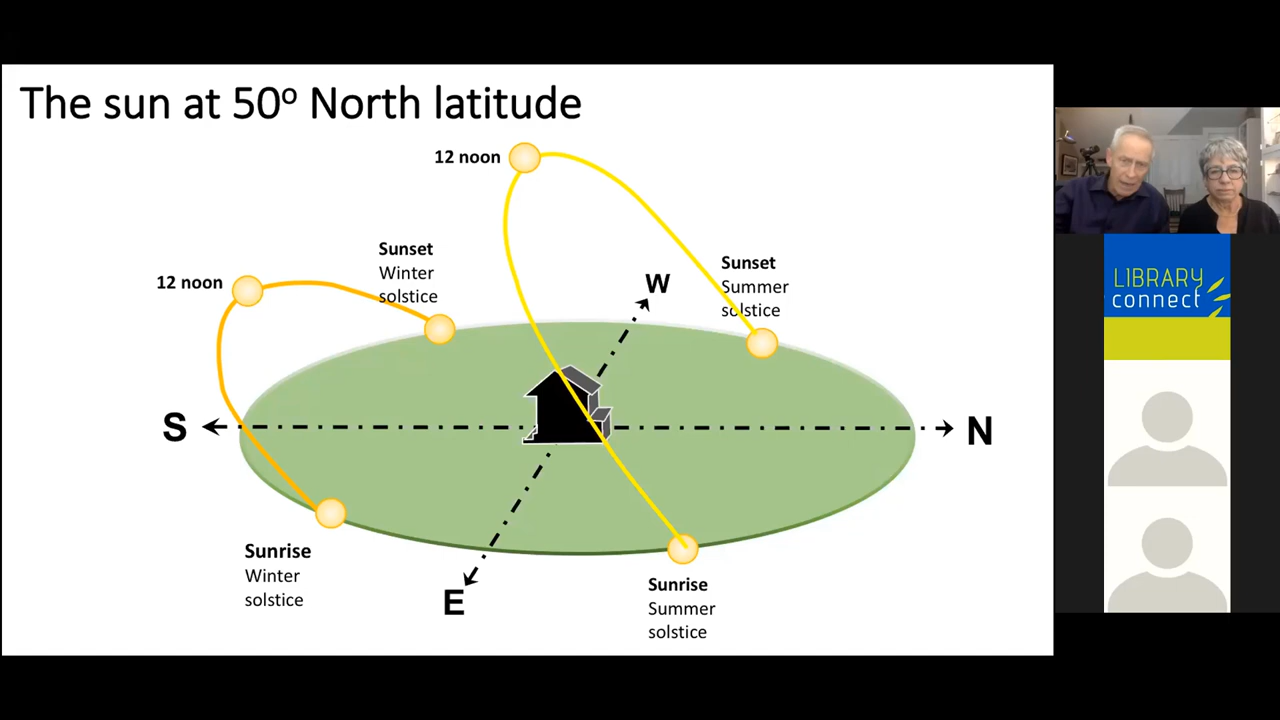 The sun at 50º North latitude
12 noon
Sunset
Winter
solstice
12 noon
Sunset
Summer
solstice
W
S
N
E
Sunrise
Winter
solstice
Sunrise
Summer
solstice
LIBRARY
connect